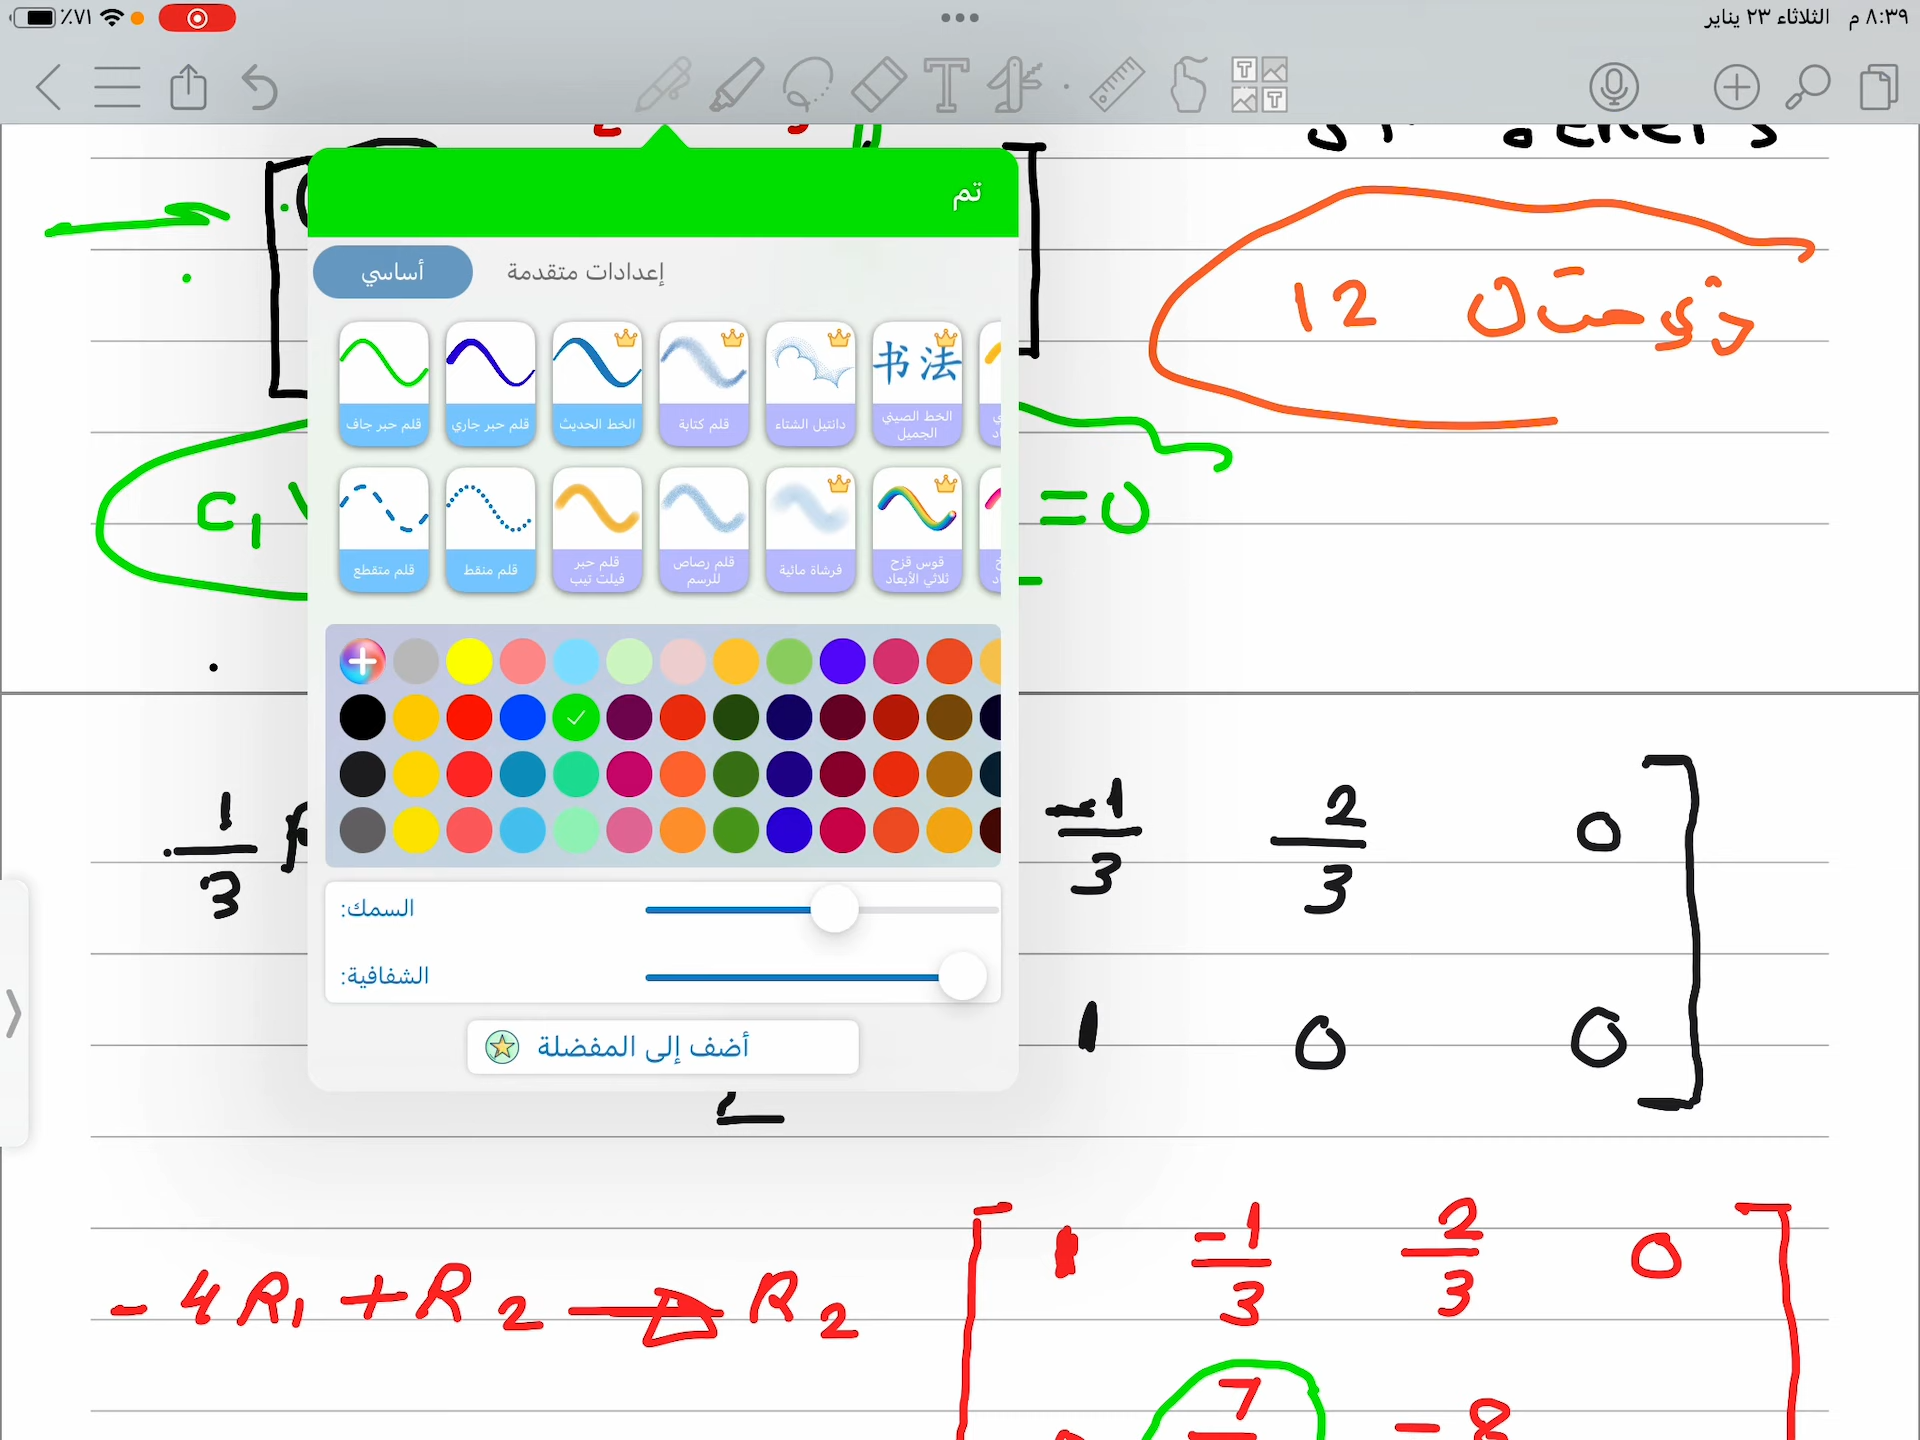 ٨:٣٩ م الثلاثاء ٢٣ يناير
٪٧١
تم
أساسي إعدادات متقدمة
قلم حبر جاف قلم حبر جاري الخط الحديث قلم كتابة دانتيل الشتاء الخط الصيني الجميل
书法
قلم متقطع قلم منقط قلم حبر فيلت تيب قلم رصاص للرسم فرشاة مائية قوس قزح ثلاثي الأبعاد
السمك:
الشفافية:
أضف إلى المفضلة
12
C₁ =0
1/3 -1/3 2/3 0
1 0 0
-4R₁ + R₂ → R₂
1 -1/3 2/3 0
7 -8